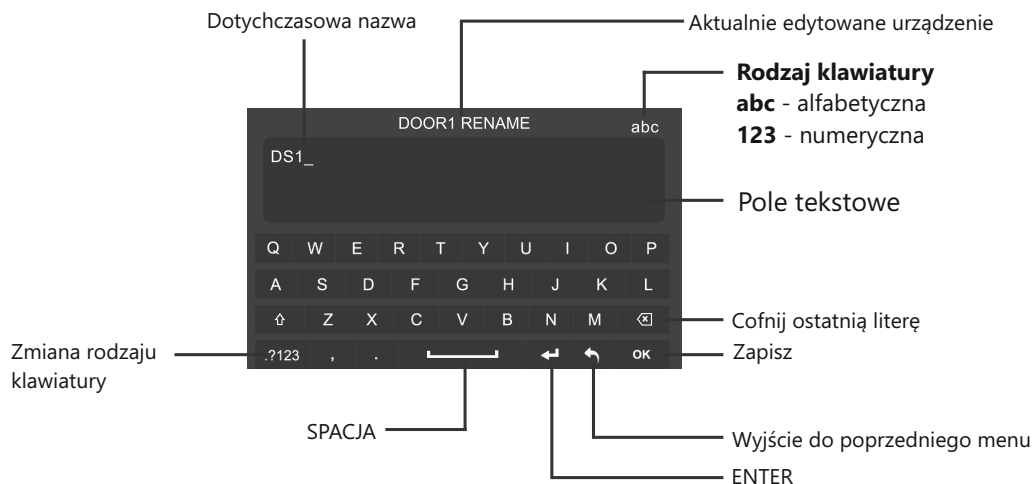 Dotychczasowa nazwa
Aktualnie edytowane urządzenie
Rodzaj klawiatury
abc - alfabetyczna
123 - numeryczna
DOOR1 RENAME
abc
DS1_
Pole tekstowe
Q W E R T Y U I O P
A S D F G H J K L
Z X C V B N M
Cofnij ostatnią literę
Zmiana rodzaju
klawiatury
.?123 , . OK
Zapisz
SPACJA
Wyjście do poprzedniego menu
ENTER